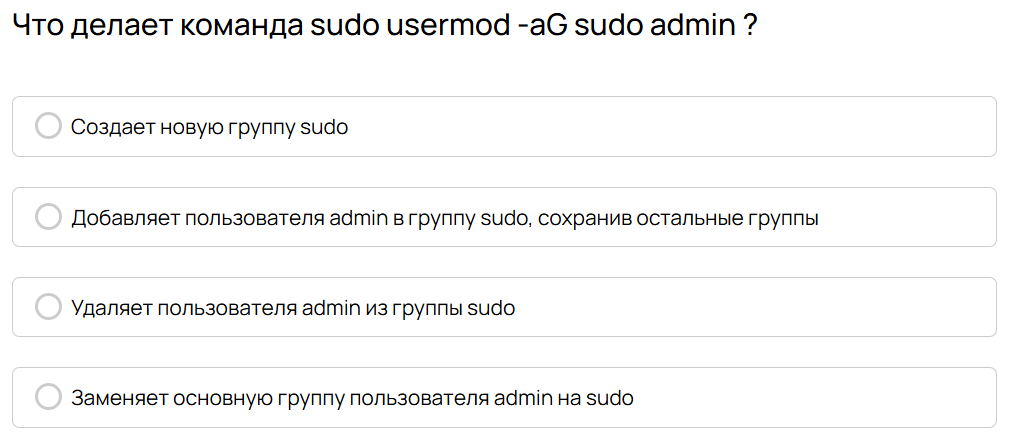 Что делает команда sudo usermod -aG sudo admin ?
Создает новую группу sudo
Добавляет пользователя admin в группу sudo, сохранив остальные группы
Удаляет пользователя admin из группы sudo
Заменяет основную группу пользователя admin на sudo